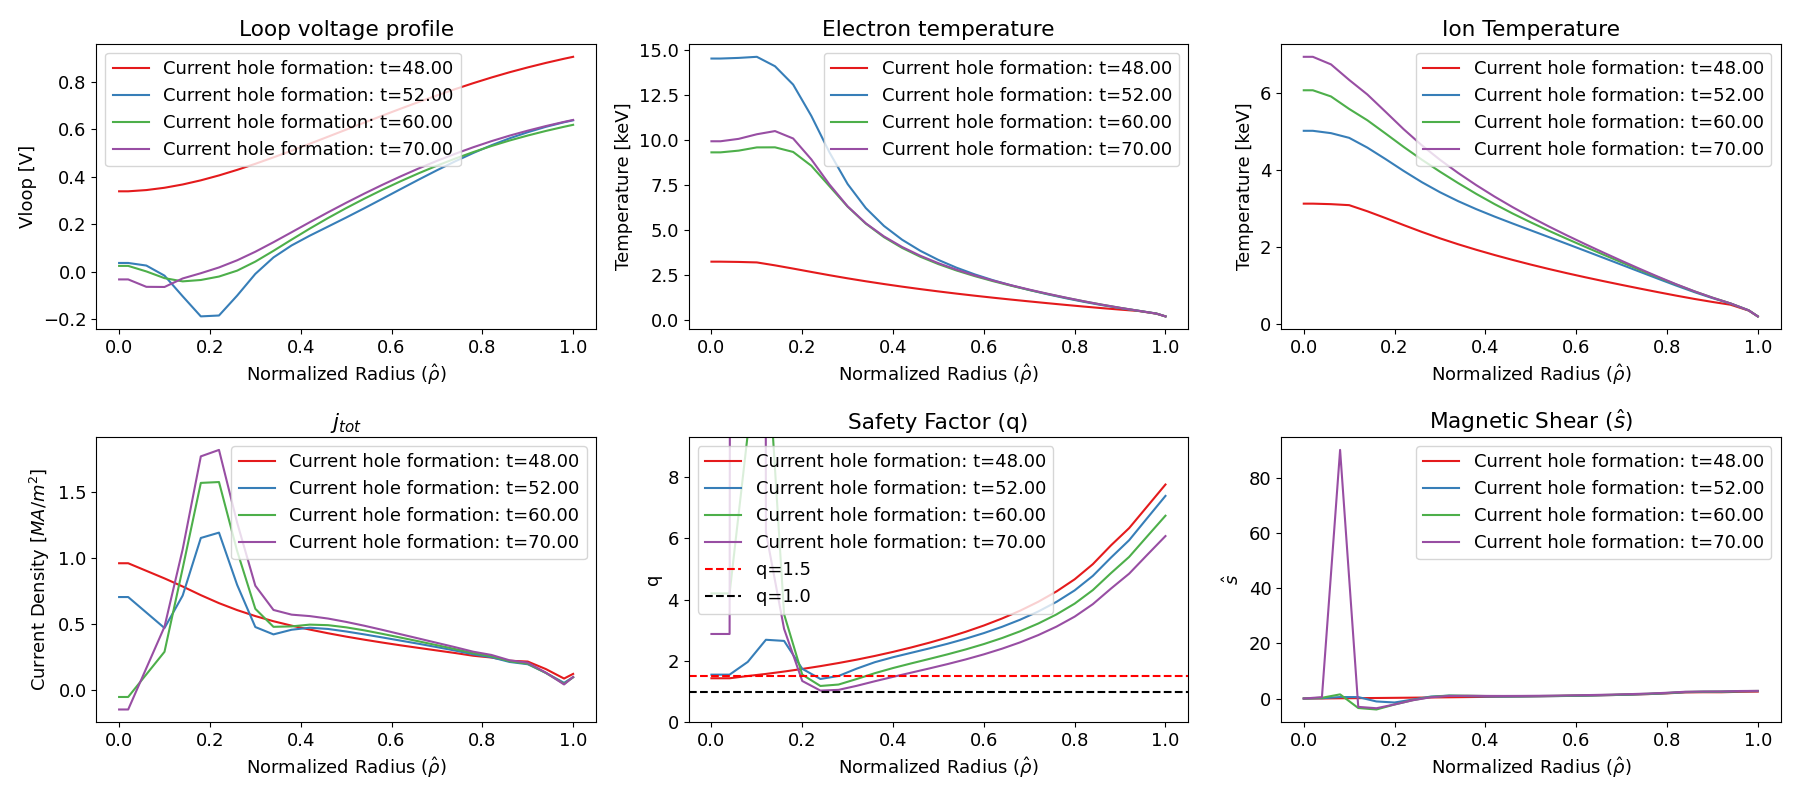 Loop voltage profile
Vloop [V]
0.8
0.6
0.4
0.2
0.0
−0.2
Current hole formation: t=48.00
Current hole formation: t=52.00
Current hole formation: t=60.00
Current hole formation: t=70.00
0.0 0.2 0.4 0.6 0.8 1.0
Normalized Radius (ρ̂)
Electron temperature
Temperature [keV]
15.0
12.5
10.0
7.5
5.0
2.5
0.0
Current hole formation: t=48.00
Current hole formation: t=52.00
Current hole formation: t=60.00
Current hole formation: t=70.00
0.0 0.2 0.4 0.6 0.8 1.0
Normalized Radius (ρ̂)
Ion Temperature
Temperature [keV]
6
4
2
0
Current hole formation: t=48.00
Current hole formation: t=52.00
Current hole formation: t=60.00
Current hole formation: t=70.00
0.0 0.2 0.4 0.6 0.8 1.0
Normalized Radius (ρ̂)
j_tot
Current Density [MA/m²]
1.5
1.0
0.5
0.0
Current hole formation: t=48.00
Current hole formation: t=52.00
Current hole formation: t=60.00
Current hole formation: t=70.00
0.0 0.2 0.4 0.6 0.8 1.0
Normalized Radius (ρ̂)
Safety Factor (q)
q
8
6
4
2
0
Current hole formation: t=48.00
Current hole formation: t=52.00
Current hole formation: t=60.00
Current hole formation: t=70.00
q=1.5
q=1.0
0.0 0.2 0.4 0.6 0.8 1.0
Normalized Radius (ρ̂)
Magnetic Shear (ŝ)
ŝ
80
60
40
20
0
Current hole formation: t=48.00
Current hole formation: t=52.00
Current hole formation: t=60.00
Current hole formation: t=70.00
0.0 0.2 0.4 0.6 0.8 1.0
Normalized Radius (ρ̂)